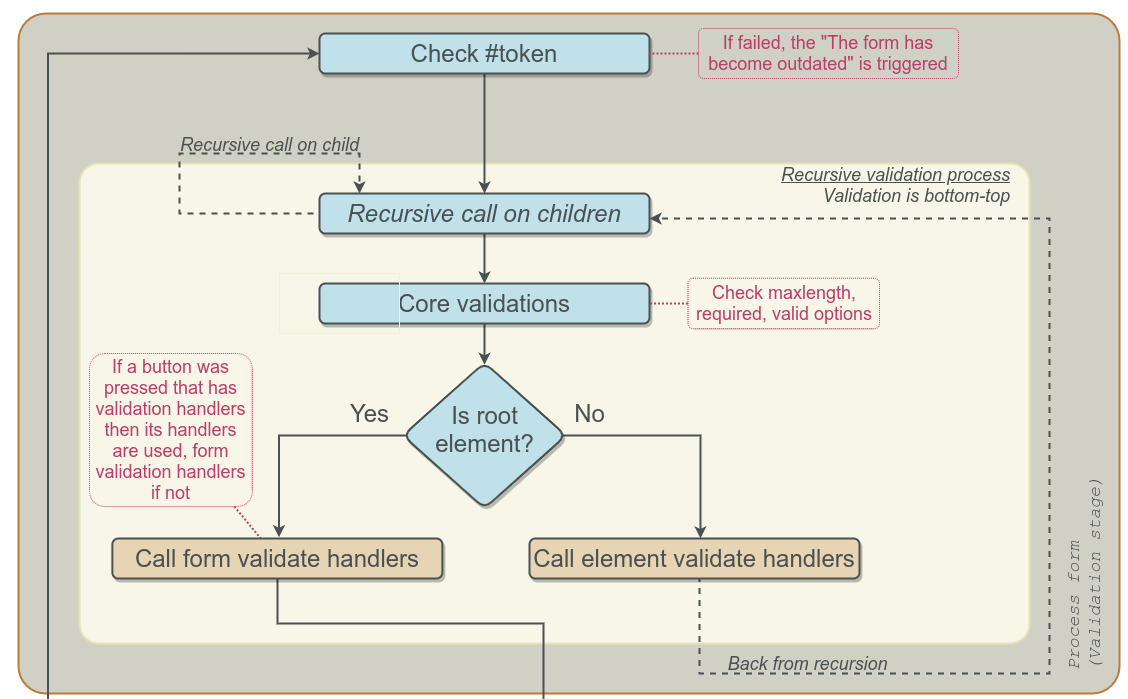 Check #token
If failed, the "The form has
become outdated" is triggered
Recursive call on child
Recursive validation process
Validation is bottom-top
Recursive call on children
Core validations
Check maxlength,
required, valid options
If a button was
pressed that has
validation handlers
then its handlers
are used, form
validation handlers
if not
Yes
Is root
element?
No
Call form validate handlers
Call element validate handlers
Back from recursion
Process form
(Validation stage)